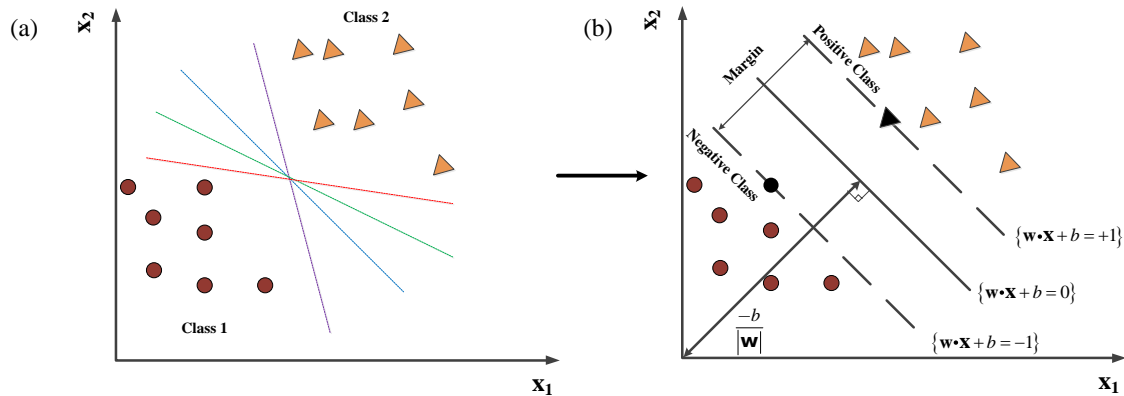 (a)
x₂
Class 2
Class 1
x₁
(b)
x₂
Margin
Positive Class
Negative Class
{w•x+b=+1}
{w•x+b=0}
{w•x+b=−1}
−b
|w|
x₁